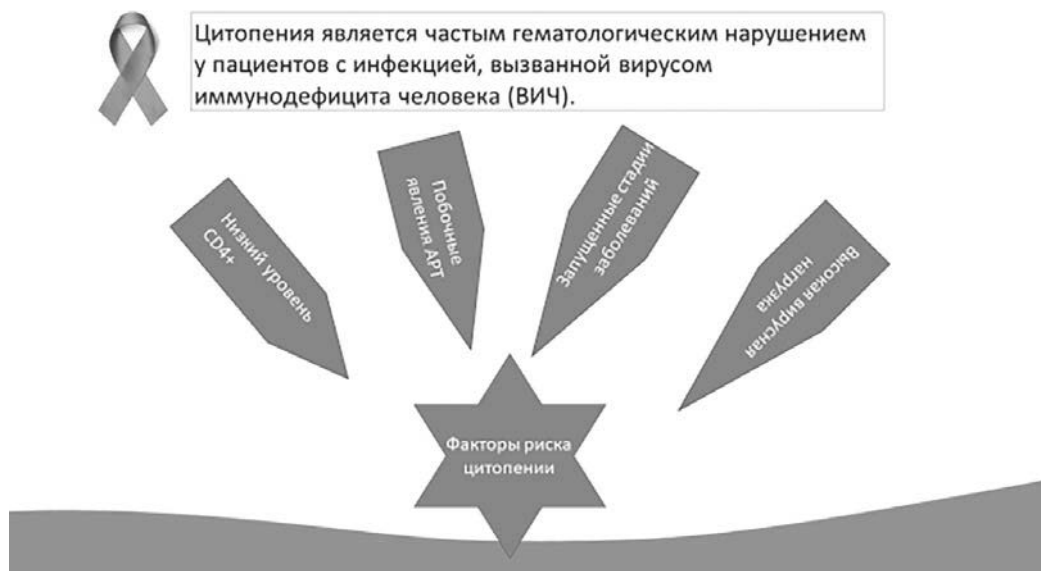 Цитопения является частым гематологическим нарушением
у пациентов с инфекцией, вызванной вирусом
иммунодефицита человека (ВИЧ).
Низкий уровень
CD4+
Побочные
явления АРТ
Запущенные стадии
заболеваний
Высокая вирусная
нагрузка
Факторы риска
цитопении